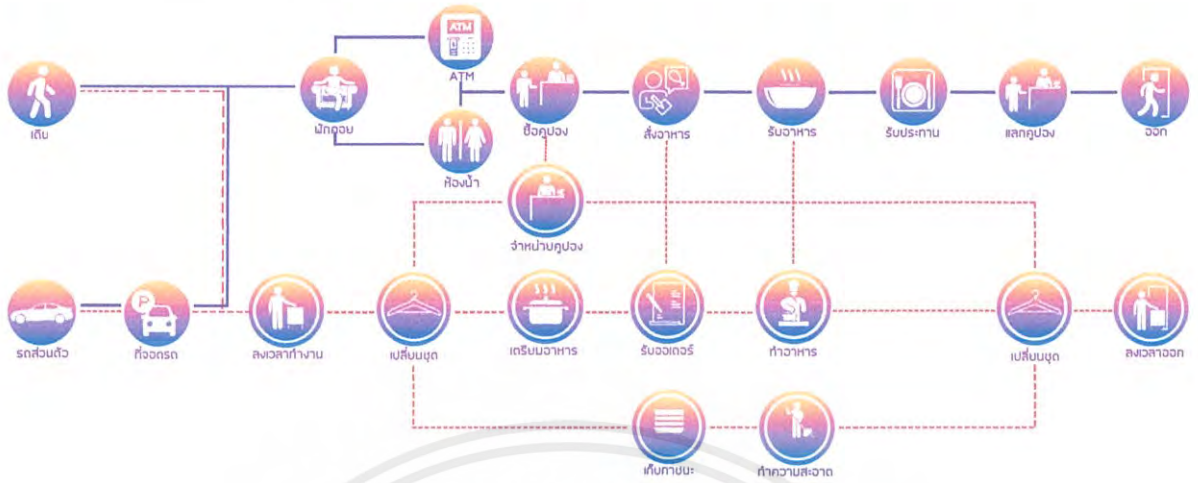 ATM
ATM
เดิน
พักคอย
ซื้อคูปอง
สั่งอาหาร
รับอาหาร
รับประทาน
แลกคูปอง
ออก
ห้องน้ำ
จำหน่ายคูปอง
P
รถส่วนตัว
ที่จอดรถ
ลงเวลาทำงาน
เปลี่ยนชุด
เตรียมอาหาร
รับออเดอร์
ทำอาหาร
เปลี่ยนชุด
ลงเวลาออก
เก็บภาชนะ
ทำความสะอาด